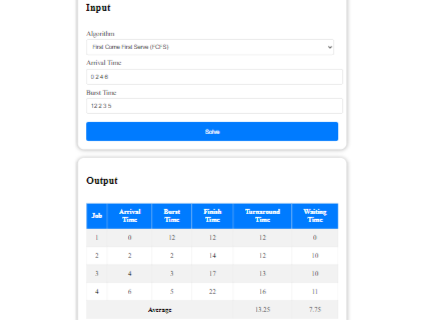 Input
Algorithm
First Come First Serve (FCFS)
Arrival Time
0 2 4 6
Burst Time
12 2 3 5
Solve
Output
Job Arrival Time Burst Time Finish Time Turnaround Time Waiting Time
1 0 12 12 12 0
2 2 2 14 12 10
3 4 3 17 13 10
4 6 5 22 16 11
Average 13.25 7.75